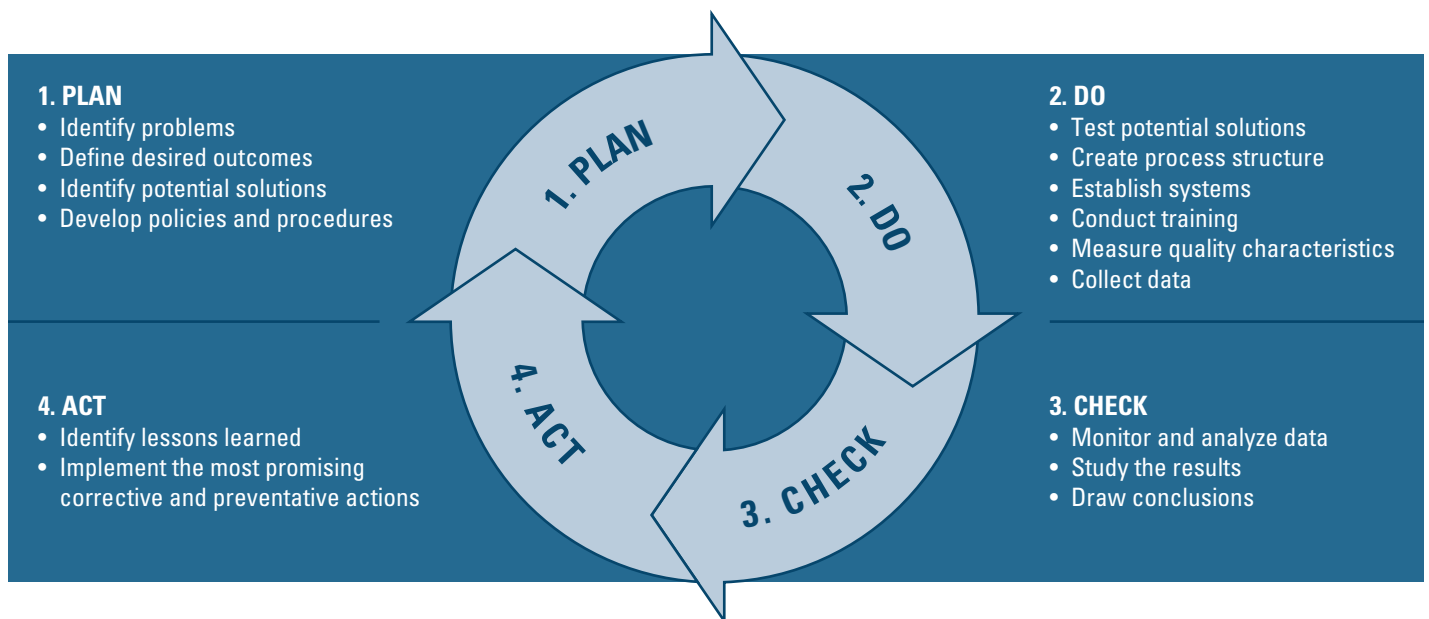 1. PLAN
• Identify problems
• Define desired outcomes
• Identify potential solutions
• Develop policies and procedures
1. PLAN
2. DO
2. DO
• Test potential solutions
• Create process structure
• Establish systems
• Conduct training
• Measure quality characteristics
• Collect data
4. ACT
• Identify lessons learned
• Implement the most promising
corrective and preventative actions
4. ACT
3. CHECK
3. CHECK
• Monitor and analyze data
• Study the results
• Draw conclusions